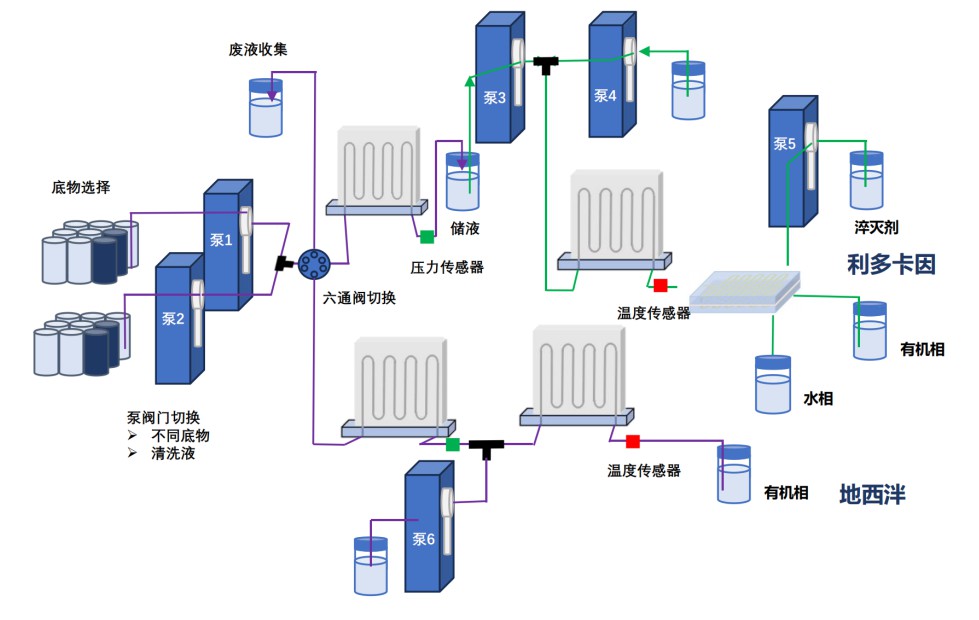 废液收集
泵3
泵4
泵5
底物选择
泵1
储液
淬灭剂
压力传感器
利多卡因
六通阀切换
温度传感器
泵2
有机相
水相
泵阀门切换
➢ 不同底物
➢ 清洗液
温度传感器
有机相
地西泮
泵6